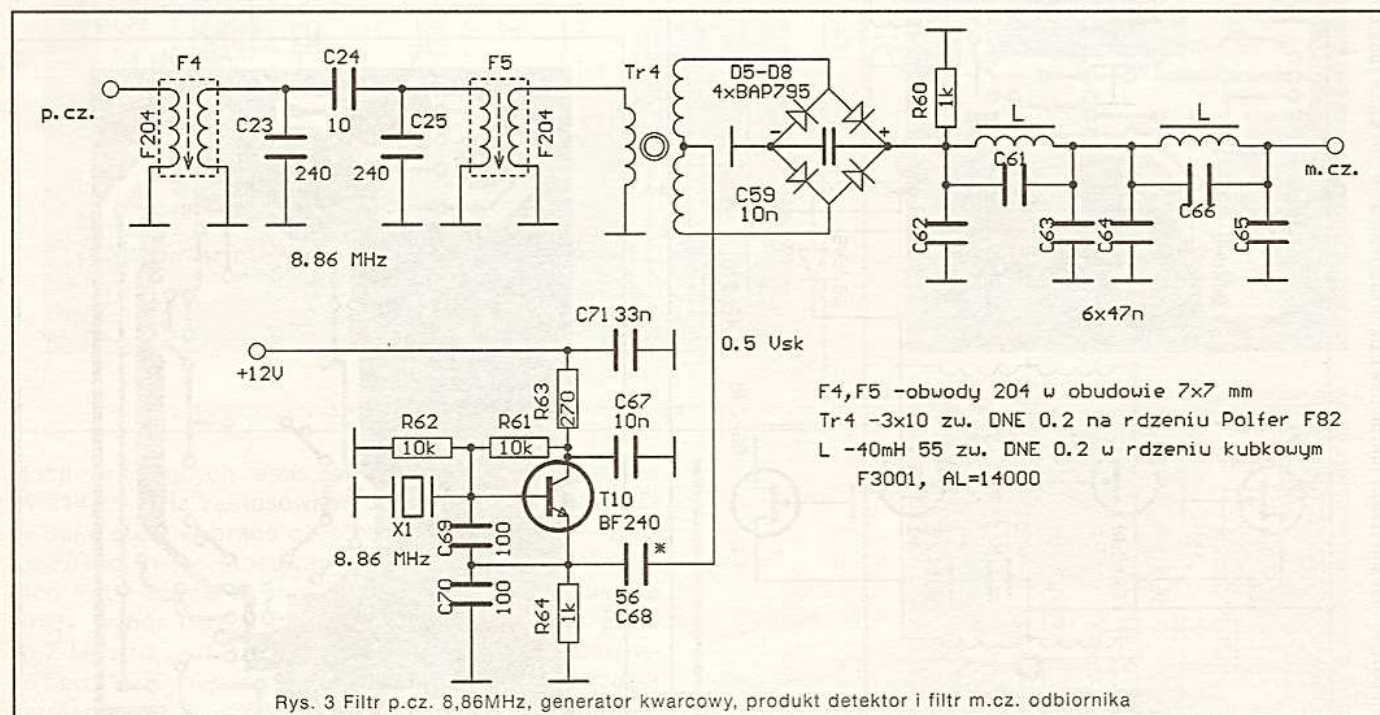 F4
C24
F5
Tr4
D5-D8
4xBAP795
p.cz.
F204
C23
240
10
C25
240
F204
C59
10n
R60
1k
L
L
C61
C66
m.cz.
C62
C63
C64
C65
8.86 MHz
6x47n
+12V
C71 33n
0.5 Vsk
R63
270
C67
10n
R62
10k
R61
10k
T10
BF240
X1
8.86 MHz
C69
100
C70
100
R64
1k
*
56
C68
-
+
F4,F5 -obwody 204 w obudowie 7x7 mm
Tr4 -3x10 zw. DNE 0.2 na rdzeniu Polfer F82
L -40mH 55 zw. DNE 0.2 w rdzeniu kubkowym
F3001, AL=14000
Rys. 3 Filtr p.cz. 8,86MHz, generator kwarcowy, produkt detektor i filtr m.cz. odbiornika